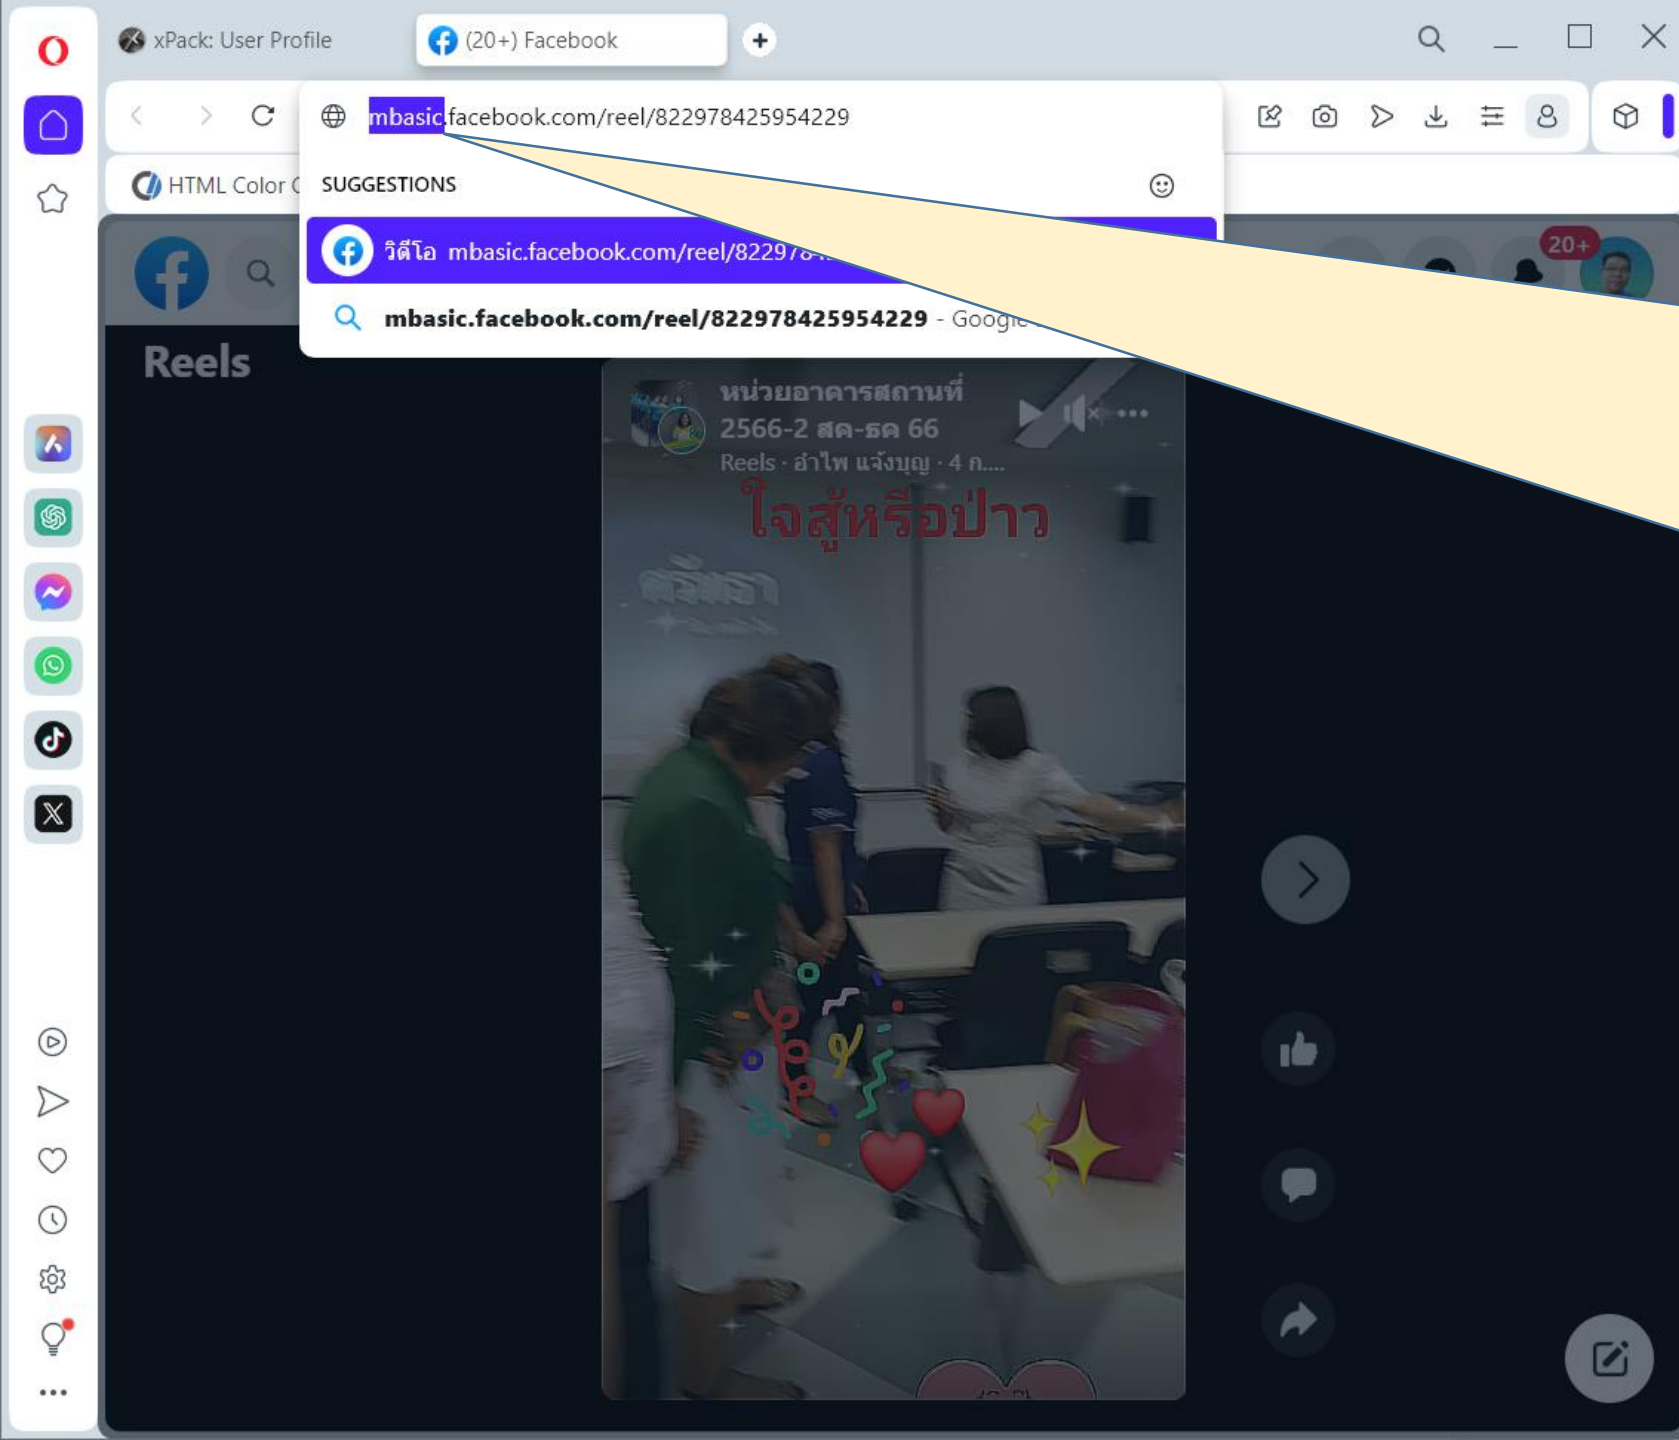 xPack: User Profile
(20+) Facebook
mbasic.facebook.com/reel/822978425954229
HTML Color
SUGGESTIONS
วิดีโอ mbasic.facebook.com/reel/822978
mbasic.facebook.com/reel/822978425954229 - Google
20+
Reels
หน่วยอาคารสถานที่
2566-2 สค-ธค 66
Reels · อำไพ แจ้งบุญ · 4 ก....
ใจสู้หรือป่าว